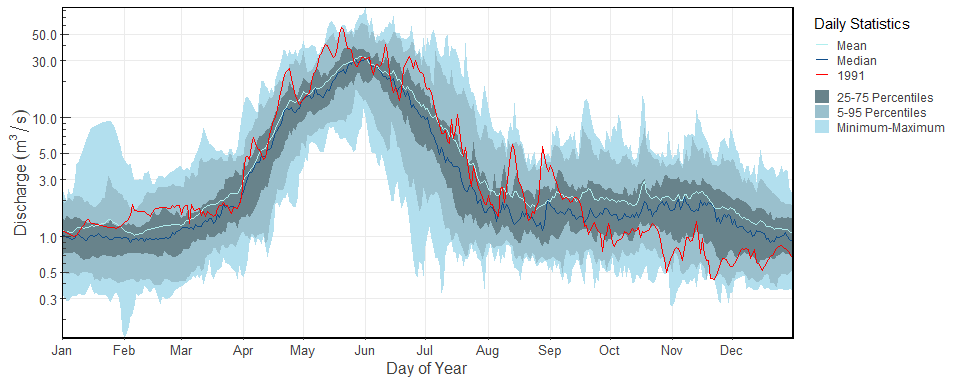 Daily Statistics
Mean
Median
1991
25-75 Percentiles
5-95 Percentiles
Minimum-Maximum
Discharge (m³ / s)
50.0
30.0
10.0
5.0
3.0
1.0
0.5
0.3
Jan Feb Mar Apr May Jun Jul Aug Sep Oct Nov Dec
Day of Year